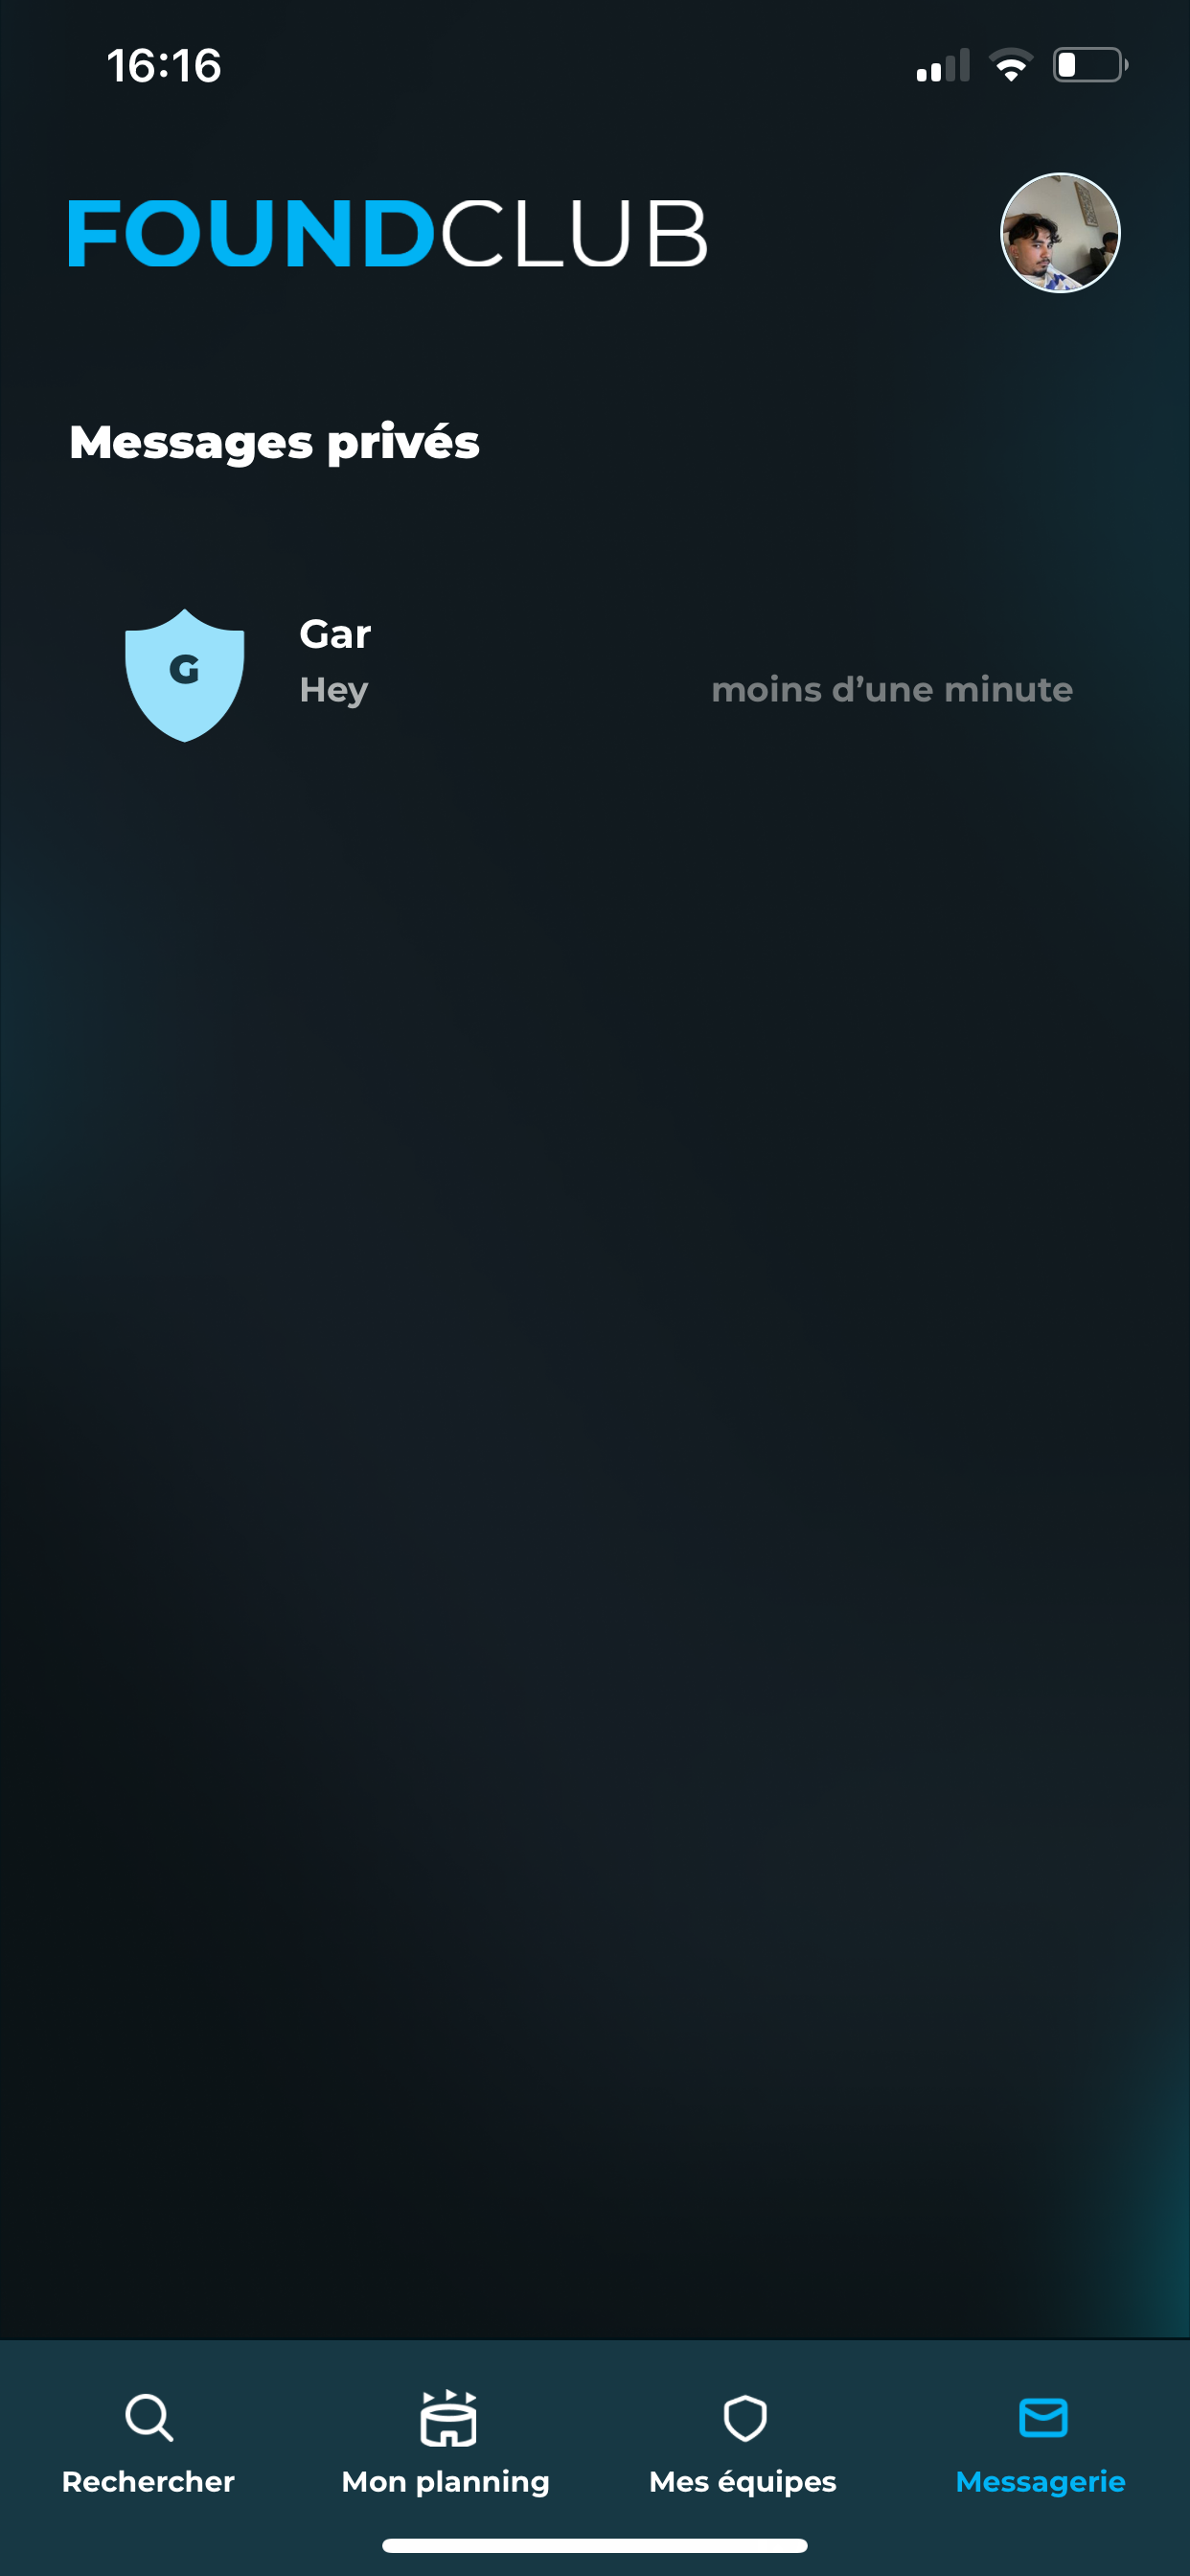 16:16
FOUNDCLUB
Messages privés
G
Gar
Hey
moins d’une minute
Rechercher
Mon planning
Mes équipes
Messagerie